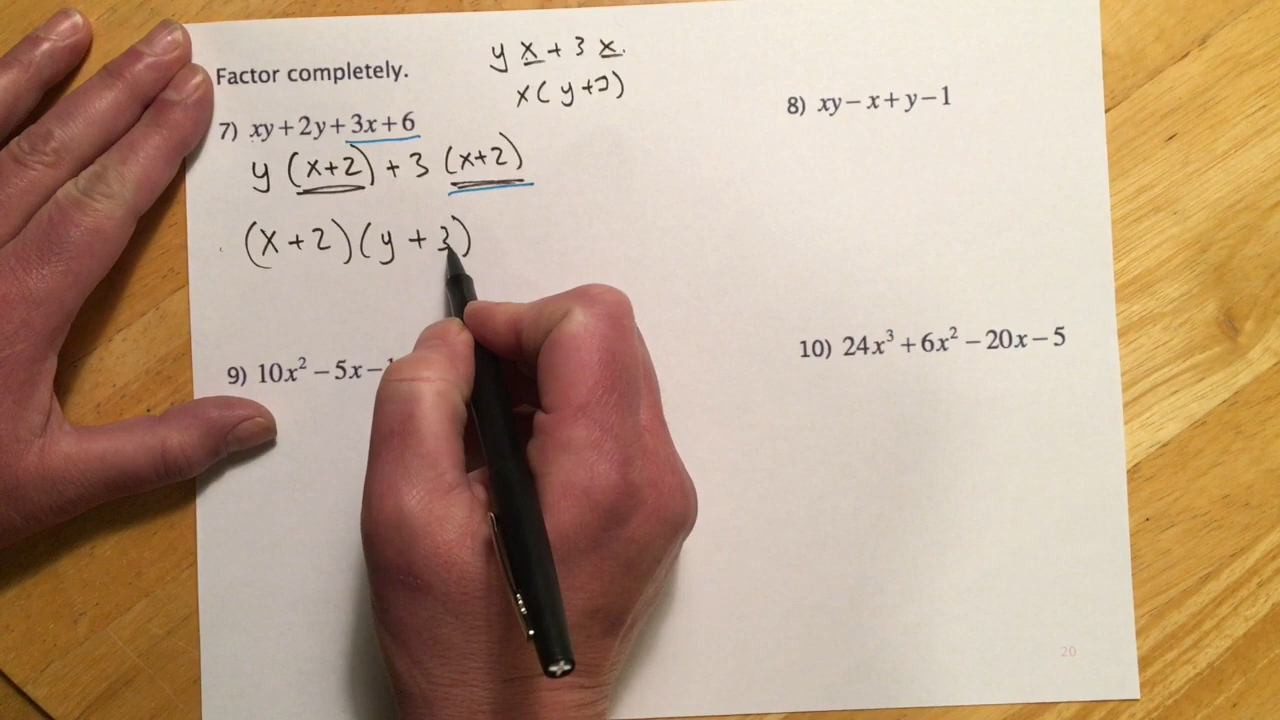 Factor completely.
y x + 3 x.
x( y+3)
7) xy+2y+3x+6
y (x+2) + 3 (x+2)
(x+2)(y+3)
8) xy-x+y-1
9) 10x² - 5x -
10) 24x³ + 6x² - 20x - 5
20